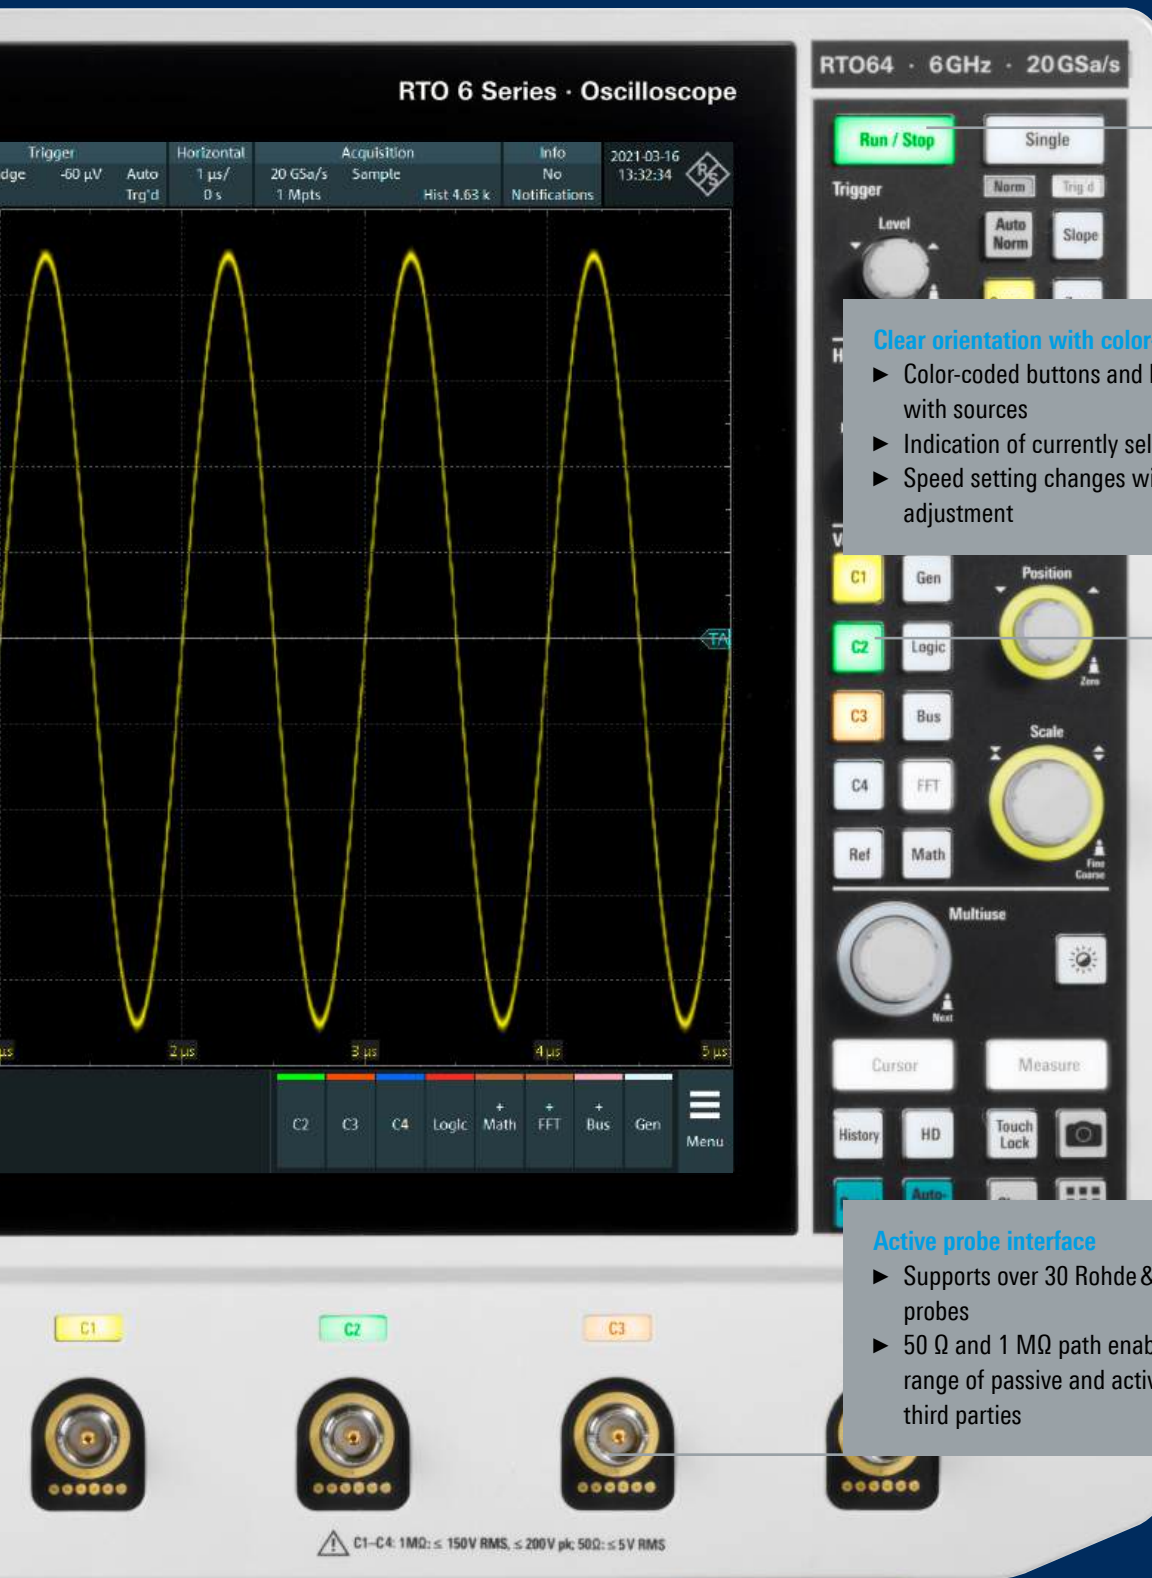 RTO 6 Series · Oscilloscope
RTO64 · 6GHz · 20GSa/s
Trigger
-60 µV Auto
Trg'd
Horizontal
1 µs/
0 s
Acquisition
20 GSa/s Sample
1 Mpts Hist 4.63 k
Info
No
Notifications
2021-03-16
13:32:34
R&S
TA
2 µs 3 µs 4 µs 5 µs
C2 C3 C4 Logic + Math + FFT + Bus Gen Menu
Run / Stop Single
Trigger Norm Trig'd
Level
Auto
Norm
Slope
Clear orientation with color
► Color-coded buttons and
with sources
► Indication of currently sel
► Speed setting changes wi
adjustment
C1 Gen Position
C2 Logic
Zero
C3 Bus Scale
C4 FFT
Ref Math
Fine
Coarse
Multiuse
Next
Cursor Measure
History HD Touch
Lock
Auto-
Active probe interface
► Supports over 30 Rohde &
probes
► 50 Ω and 1 MΩ path enab
range of passive and activ
third parties
C1 C2 C3
C1–C4: 1MΩ: ≤ 150V RMS, ≤ 200V pk; 50Ω: ≤ 5V RMS